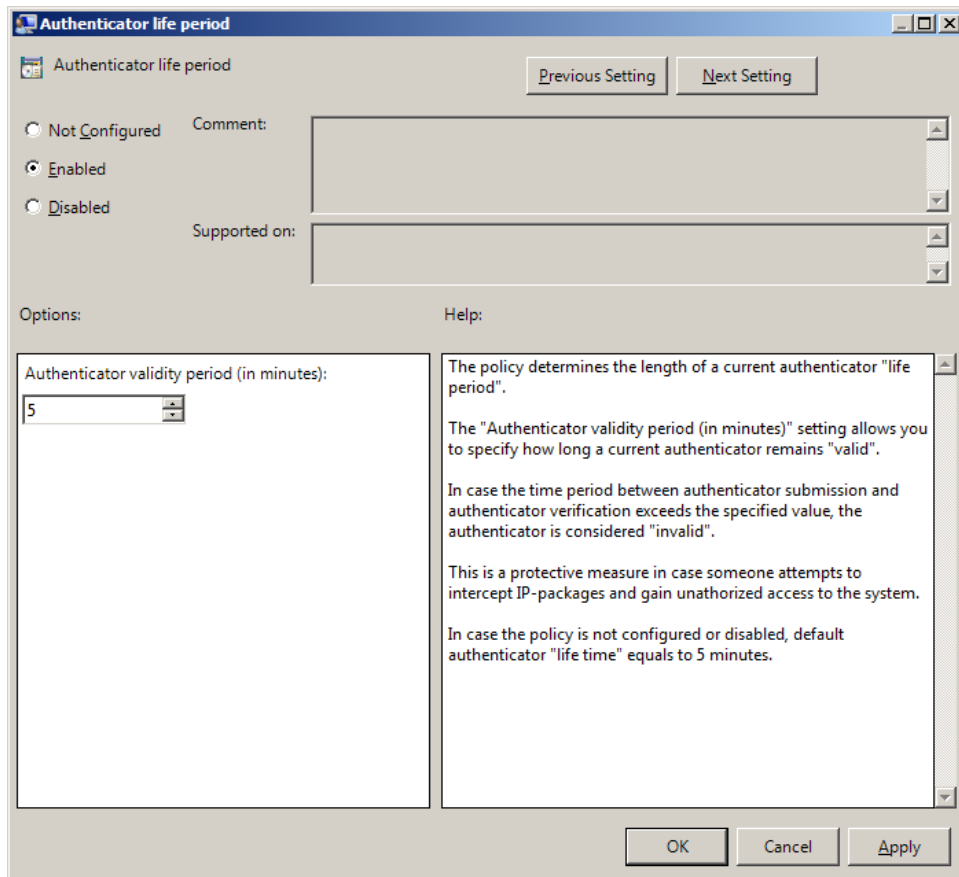 Authenticator life period
Authenticator life period
Previous Setting
Next Setting
Not Configured
Comment:
Enabled
Disabled
Supported on:
Options:
Help:
Authenticator validity period (in minutes):
5
The policy determines the length of a current authenticator "life
period".
The "Authenticator validity period (in minutes)" setting allows you
to specify how long a current authenticator remains "valid".
In case the time period between authenticator submission and
authenticator verification exceeds the specified value, the
authenticator is considered "invalid".
This is a protective measure in case someone attempts to
intercept IP-packages and gain unathorized access to the system.
In case the policy is not configured or disabled, default
authenticator "life time" equals to 5 minutes.
OK
Cancel
Apply